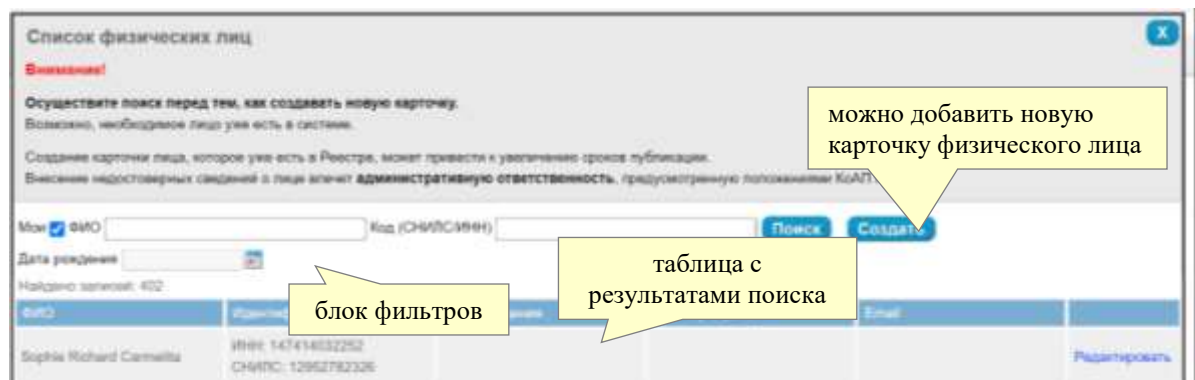 Список физических лиц
X
Внимание!
Осуществите поиск перед тем, как создавать новую карточку.
Возможно, необходимое лицо уже есть в системе.
Создание карточки лица, которое уже есть в Реестре, может привести к увеличению сроков публикации.
Внесение недостоверных сведений о лице влечет административную ответственность, предусмотренную положениями КоАП
можно добавить новую
карточку физического лица
Мои ФИО Код (СНИЛС/ИНН) Поиск Создать
Дата рождения
Найдено записей: 402
блок фильтров
таблица с
результатами поиска
ФИО Email
Sophie Richard Carmelita
ИНН: 147414032252
СНИЛС: 12952782326
Редактировать